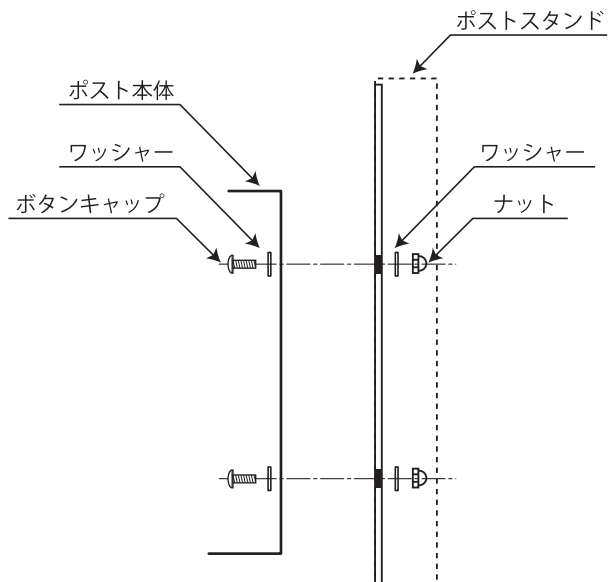 ポストスタンド
ポスト本体
ワッシャー
ワッシャー
ボタンキャップ
ナット